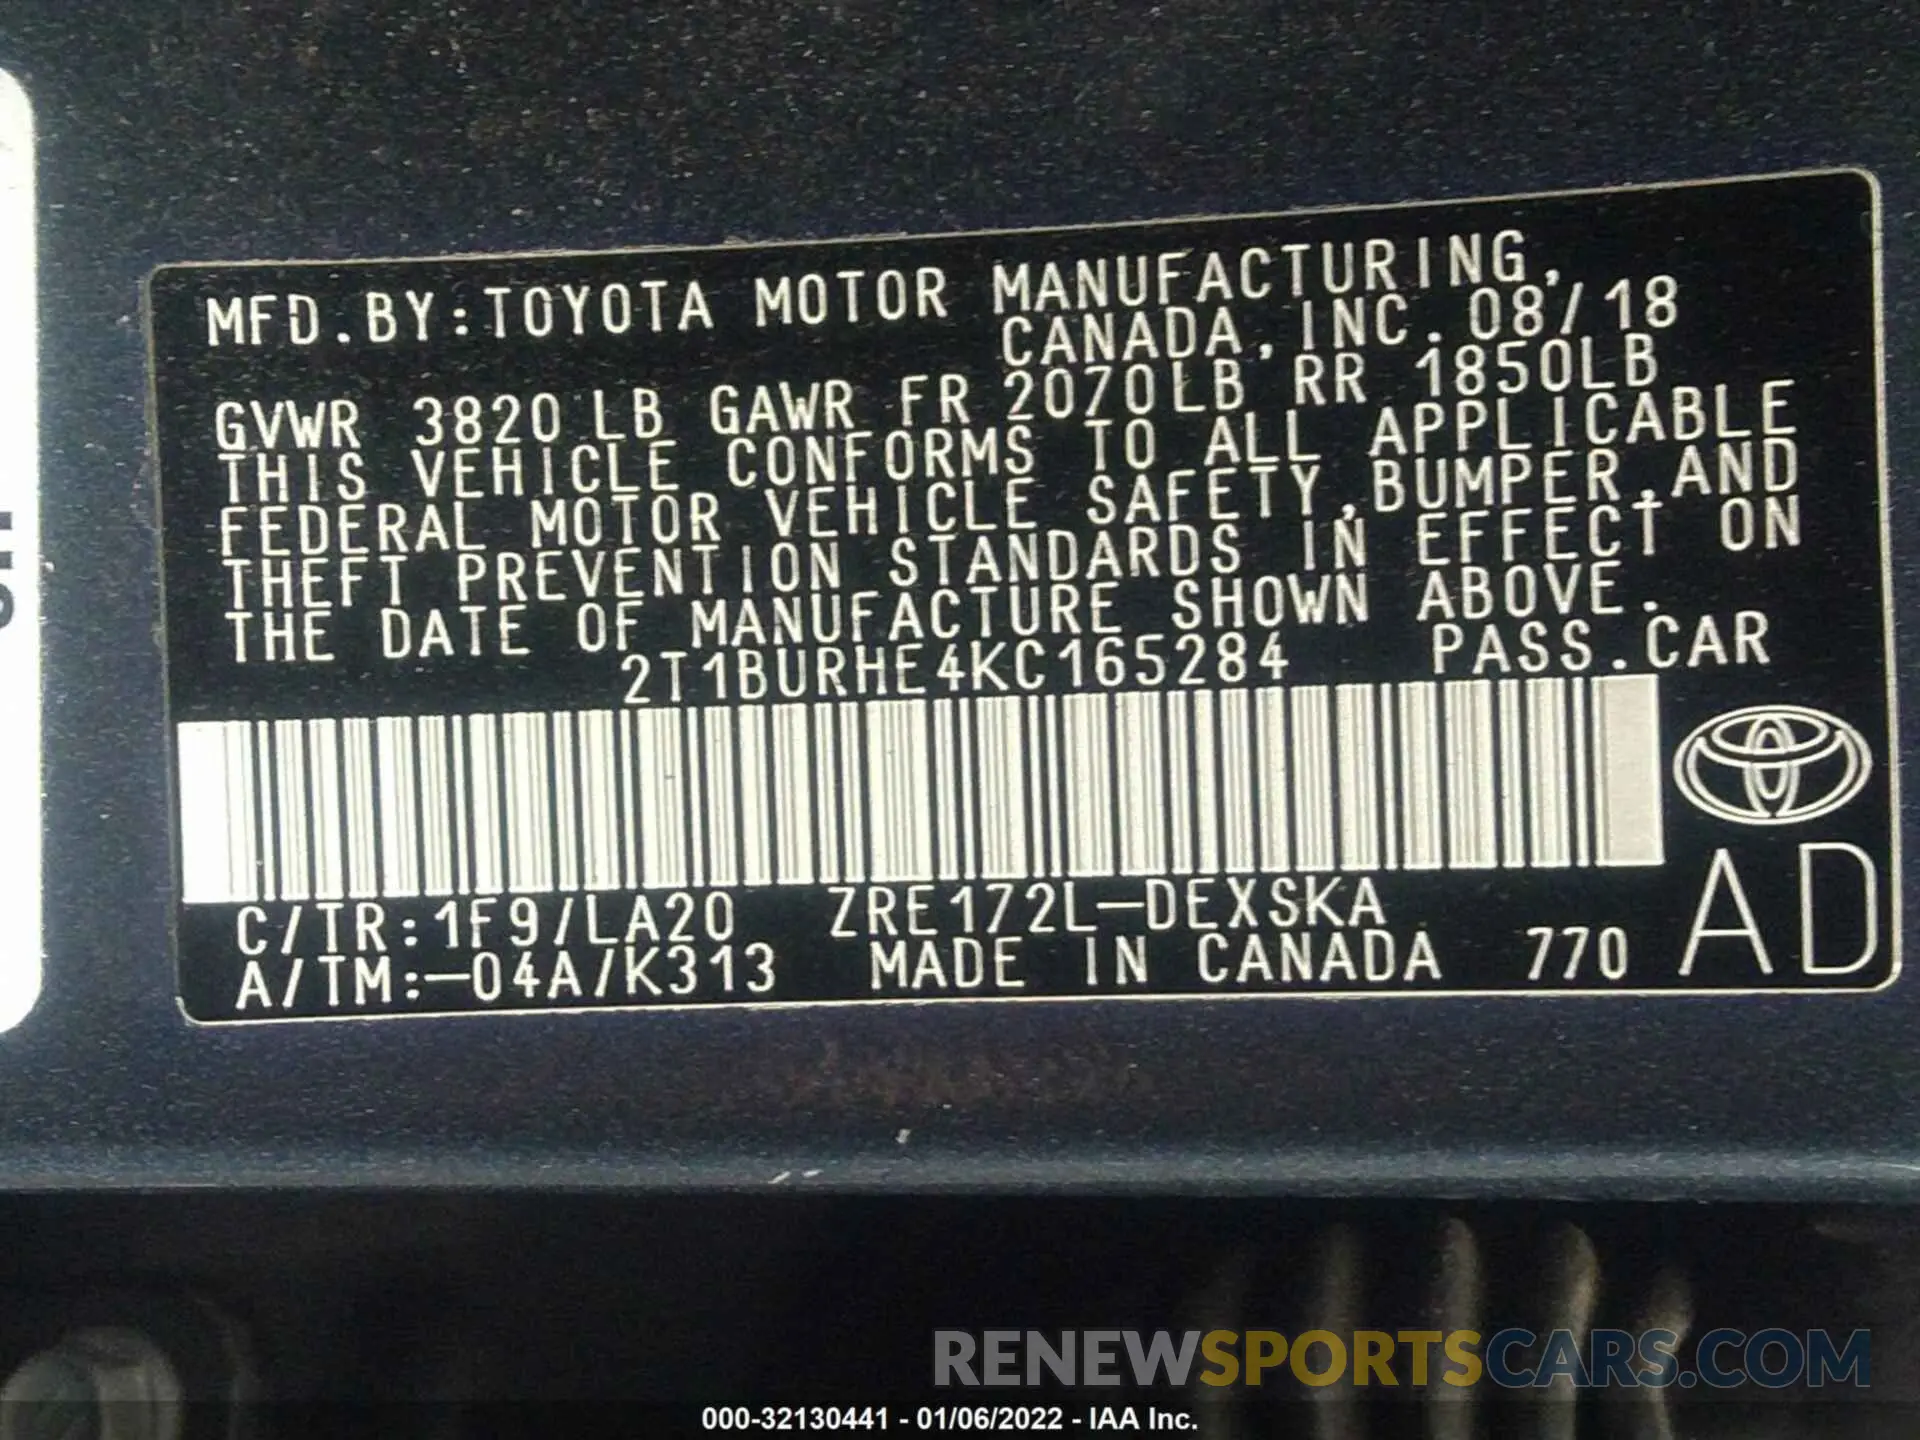 MFD.BY:TOYOTA MOTOR MANUFACTURING,
CANADA, INC. 08/18
GVWR 3820LB GAWR FR 2070LB RR 1850LB
THIS VEHICLE CONFORMS TO ALL APPLICABLE
FEDERAL MOTOR VEHICLE SAFETY,BUMPER,AND
THEFT PREVENTION STANDARDS IN EFFECT ON
THE DATE OF MANUFACTURE SHOWN ABOVE.
2T1BURHE4KC165284 PASS.CAR
C/TR:1F9/LA20 ZRE172L-DEXSKA
A/TM:-04A/K313 MADE IN CANADA 770
AD
RENEWSPORTSCARS.COM
000-32130441 - 01/06/2022 - IAA Inc.